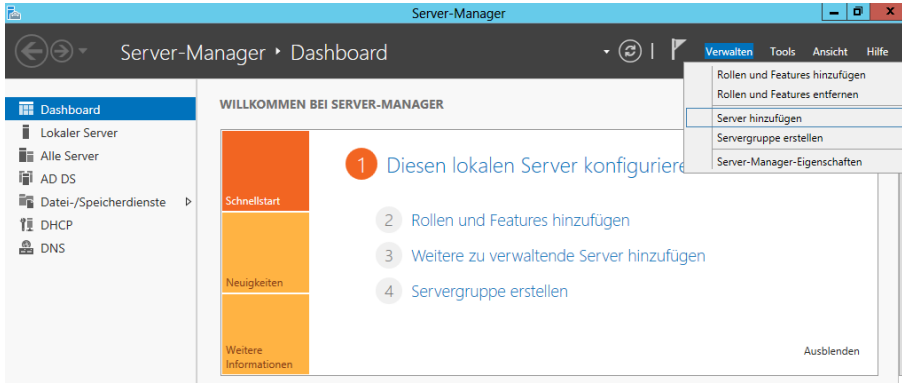 Server-Manager
Server-Manager ‣ Dashboard
Verwalten Tools Ansicht Hilfe
Rollen und Features hinzufügen
Rollen und Features entfernen
Server hinzufügen
Servergruppe erstellen
Server-Manager-Eigenschaften
Dashboard
Lokaler Server
Alle Server
AD DS
Datei-/Speicherdienste
DHCP
DNS
WILLKOMMEN BEI SERVER-MANAGER
Schnellstart
Neuigkeiten
Weitere
Informationen
1 Diesen lokalen Server konfiguriere
2 Rollen und Features hinzufügen
3 Weitere zu verwaltende Server hinzufügen
4 Servergruppe erstellen
Ausblenden